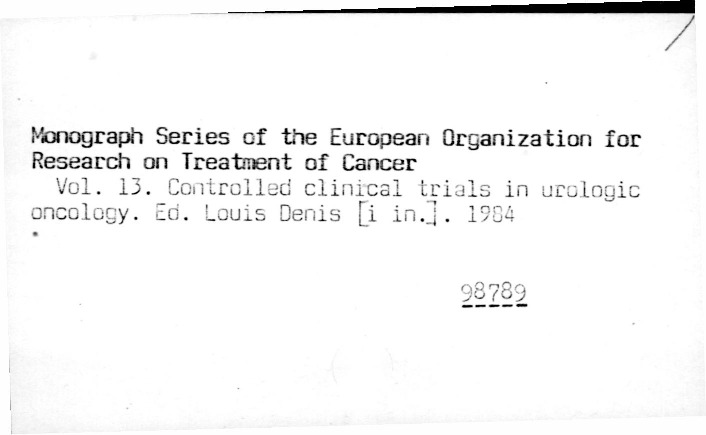 Monograph Series of the European Organization for
Research on Treatment of Cancer
Vol. 13. Controlled clinical trials in urologic
oncology. Ed. Louis Denis [i in.]. 1984
98789